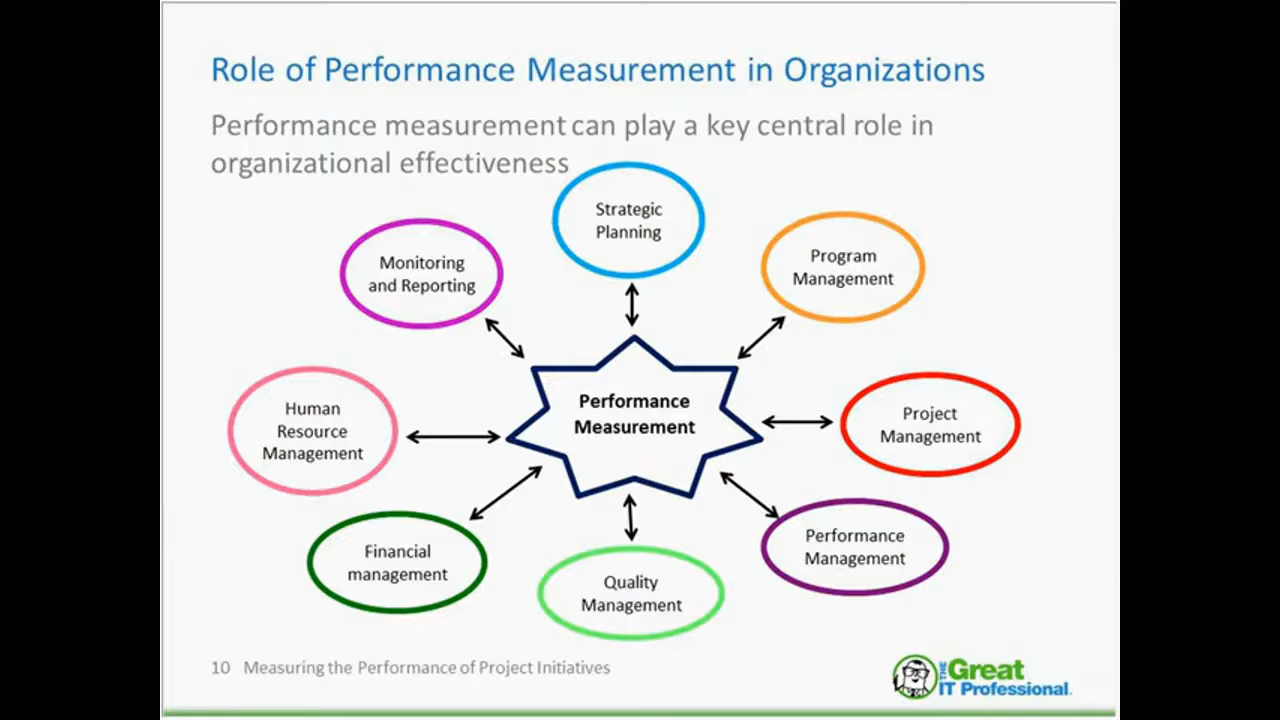 Role of Performance Measurement in Organizations
Performance measurement can play a key central role in
organizational effectiveness
Strategic
Planning
Program
Management
Monitoring
and Reporting
Performance
Measurement
Project
Management
Human
Resource
Management
Performance
Management
Financial
management
Quality
Management
10 Measuring the Performance of Project Initiatives
THE
Great
IT Professional